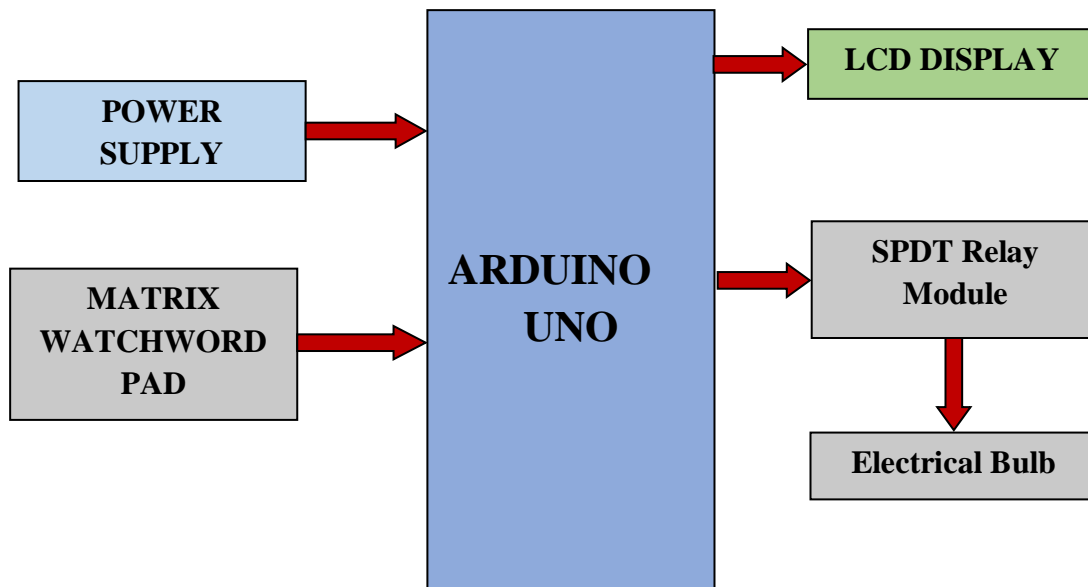 POWER
SUPPLY
MATRIX
WATCHWORD
PAD
ARDUINO
UNO
LCD DISPLAY
SPDT Relay
Module
Electrical Bulb